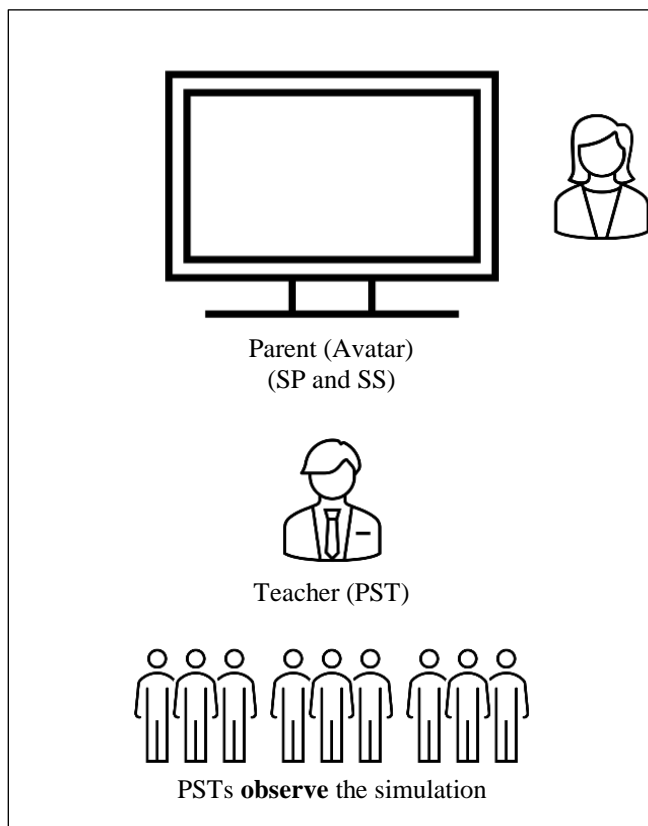 Parent (Avatar)
(SP and SS)
Teacher (PST)
PSTs observe the simulation